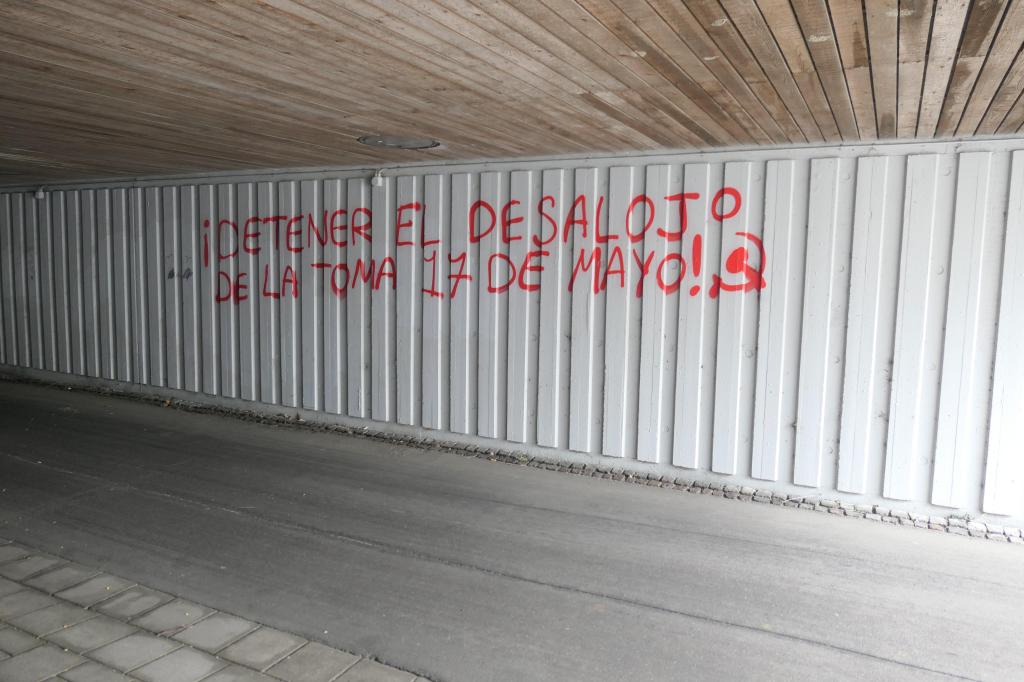 ¡DETENER EL DESALOJO
DE LA TOMA 17 DE MAYO!